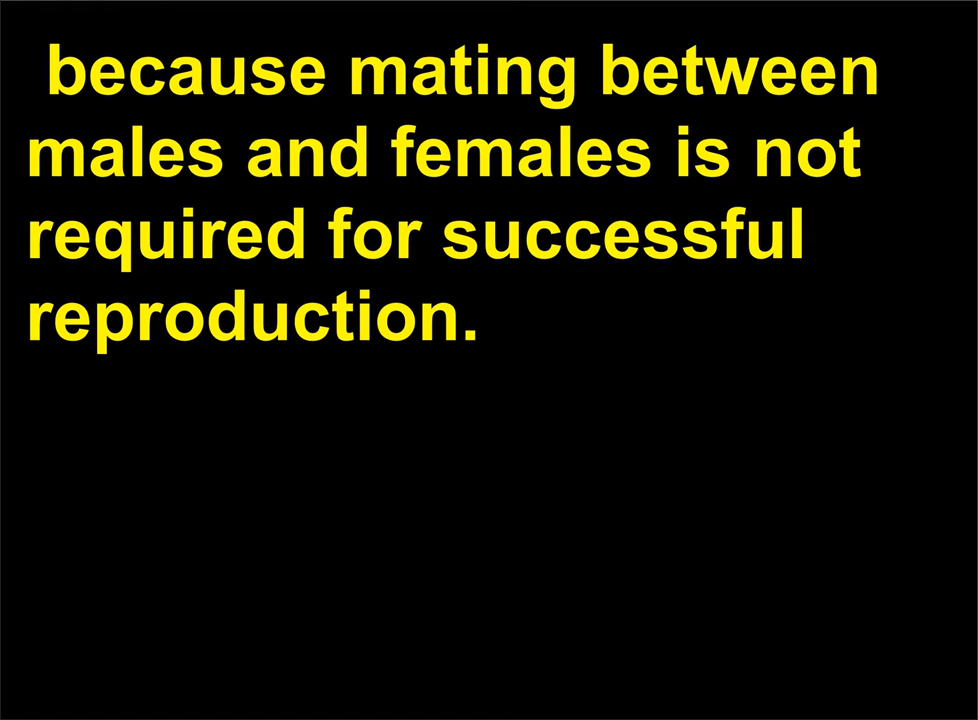 because mating between
males and females is not
required for successful
reproduction.